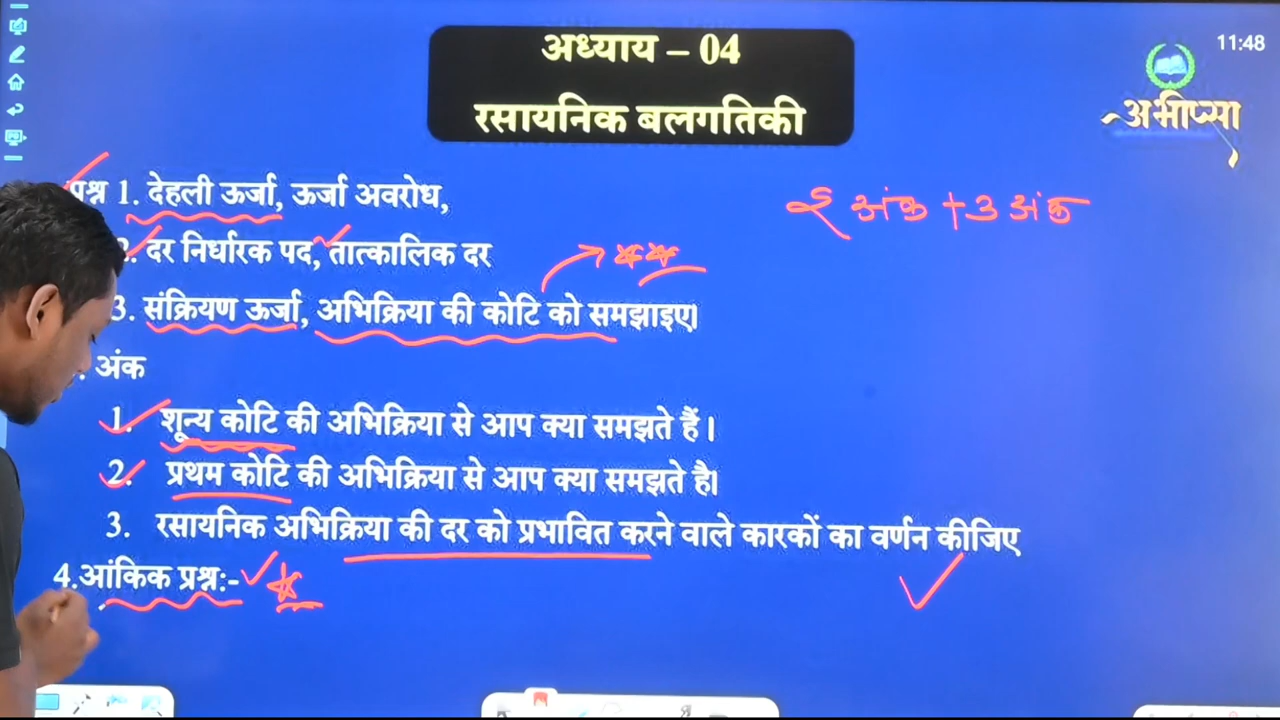 अध्याय – 04
रसायनिक बलगतिकी
11:48
अभीप्सा
प्रश्न 1. देहली ऊर्जा, ऊर्जा अवरोध,
२ अंक + 3 अंक
2. दर निर्धारक पद, तात्कालिक दर
3. संक्रियण ऊर्जा, अभिक्रिया की कोटि को समझाइए।
अंक
1. शून्य कोटि की अभिक्रिया से आप क्या समझते हैं।
2. प्रथम कोटि की अभिक्रिया से आप क्या समझते है।
3. रसायनिक अभिक्रिया की दर को प्रभावित करने वाले कारकों का वर्णन कीजिए
4.आंकिक प्रश्न:-